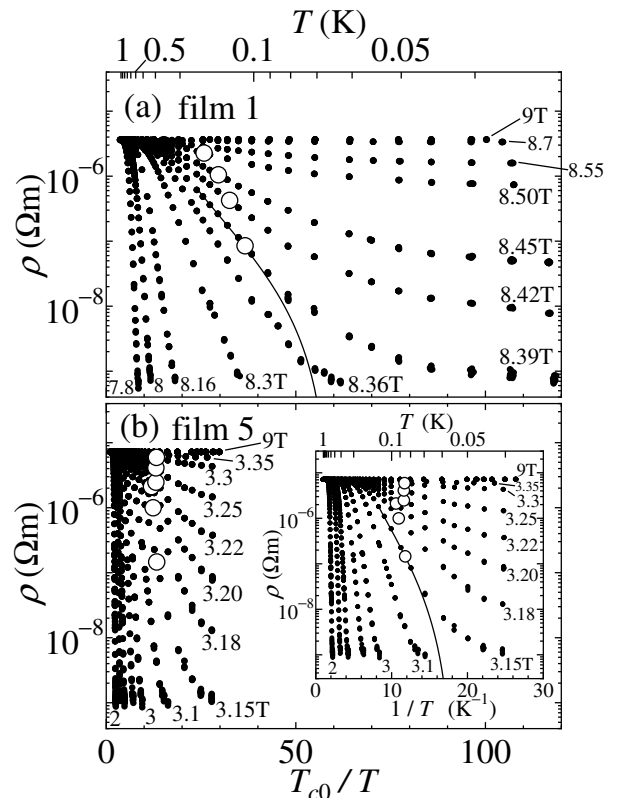 T (K)
1 0.5 0.1 0.05
(a) film 1
9T
8.7
8.55
10⁻⁶
8.50T
ρ (Ωm)
8.45T
10⁻⁸
8.42T
8.39T
7.8 8 8.16 8.3T 8.36T
(b) film 5
9T
3.35
3.3
3.25
3.22
3.20
3.18
3.15T
10⁻⁶
ρ (Ωm)
10⁻⁸
2 3 3.1
T (K)
1 0.1 0.05
9T
3.35
3.3
3.25
3.22
3.20
3.18
3.15T
10⁻⁶
ρ (Ωm)
10⁻⁸
2 3 3.1
0 10 20 30
1 / T (K⁻¹)
0 50 100
T_c0 / T